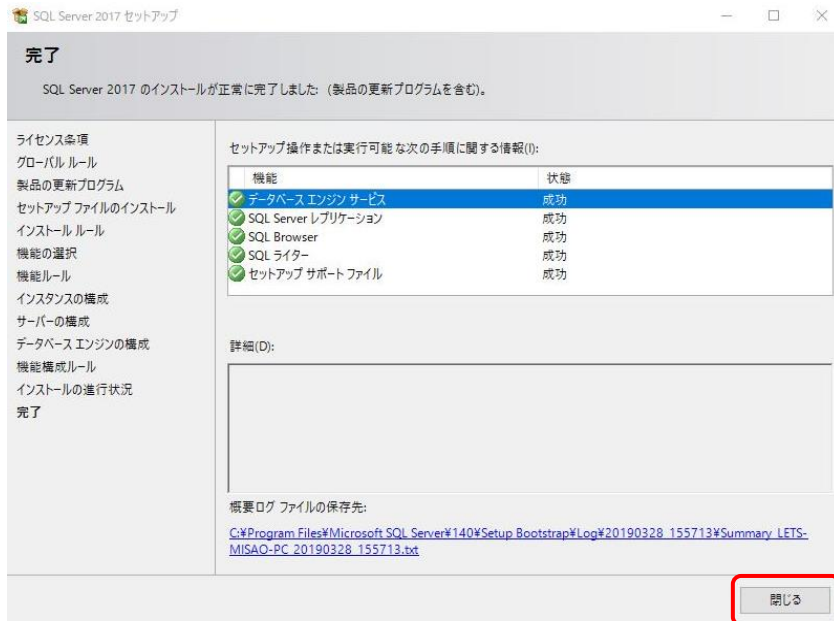 SQL Server 2017 セットアップ
完了
SQL Server 2017 のインストールが正常に完了しました: (製品の更新プログラムを含む)。
ライセンス条項
グローバル ルール
製品の更新プログラム
セットアップ ファイルのインストール
インストール ルール
機能の選択
機能ルール
インスタンスの構成
サーバーの構成
データベース エンジンの構成
機能構成ルール
インストールの進行状況
完了
セットアップ操作または実行可能な次の手順に関する情報(I):
機能 状態
データベース エンジン サービス 成功
SQL Server レプリケーション 成功
SQL Browser 成功
SQL ライター 成功
セットアップ サポート ファイル 成功
詳細(D):
概要ログ ファイルの保存先:
C:¥Program Files¥Microsoft SQL Server¥140¥Setup Bootstrap¥Log¥20190328_155713¥Summary_LETS-
MISAO-PC_20190328_155713.txt
閉じる